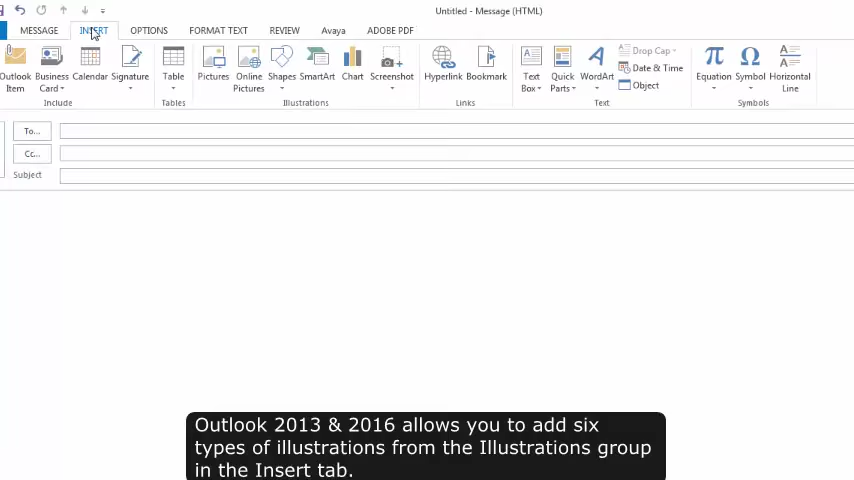 Untitled - Message (HTML)
MESSAGE INSERT OPTIONS FORMAT TEXT REVIEW Avaya ADOBE PDF
Outlook Item Business Card Calendar Signature Table Pictures Online Pictures Shapes SmartArt Chart Screenshot Hyperlink Bookmark Text Box Quick Parts WordArt Drop Cap Date & Time Object Equation Symbol Horizontal Line
Include Tables Illustrations Links Text Symbols
To...
Cc...
Subject
Outlook 2013 & 2016 allows you to add six
types of illustrations from the Illustrations group
in the Insert tab.